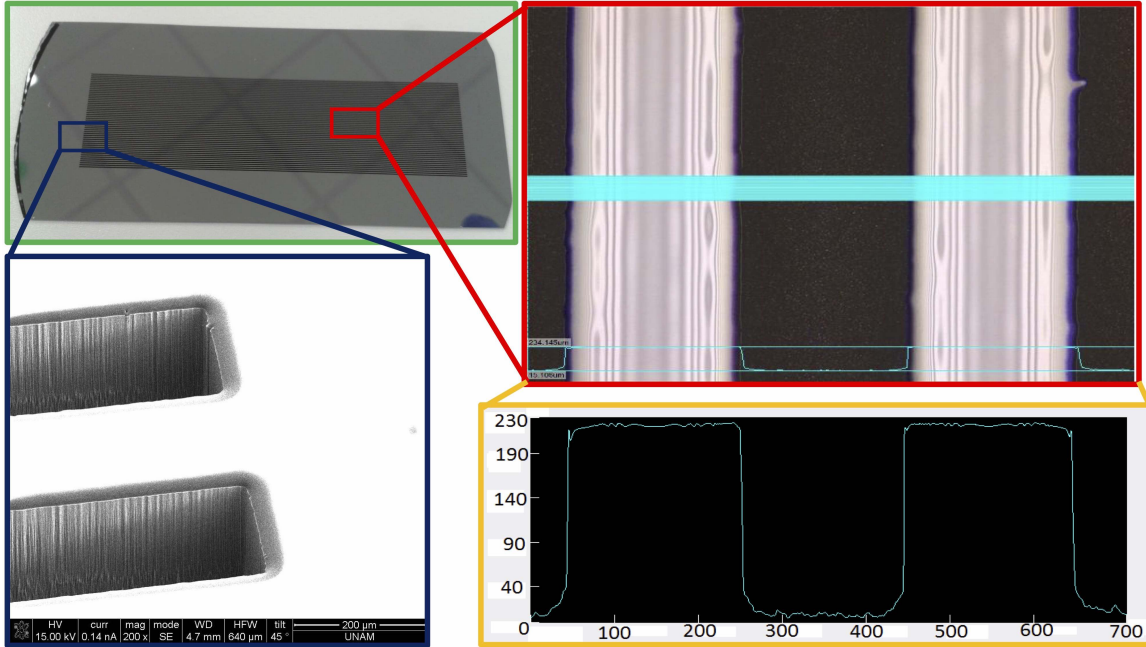 234.145um
15.106um
230
190
140
90
40
0 100 200 300 400 500 600 700
HV curr mag mode WD HFW tilt 200 µm
15.00 kV 0.14 nA 200 x SE 4.7 mm 640 µm 45 ° UNAM